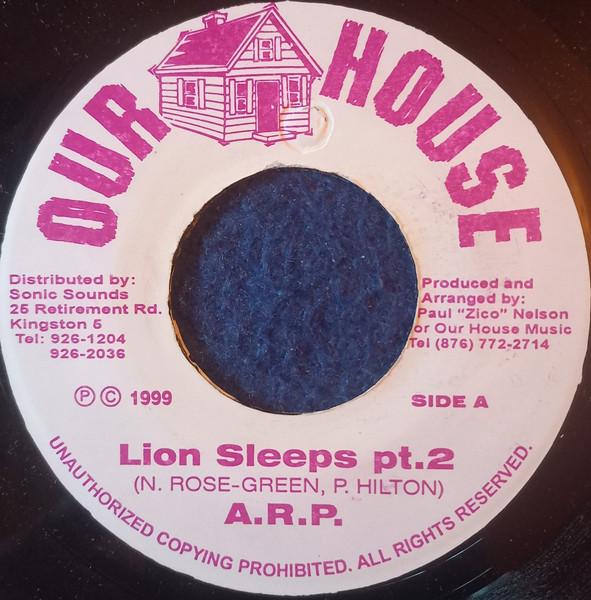 OUR HOUSE
Distributed by:
Sonic Sounds
25 Retirement Rd.
Kingston 5
Tel: 926-1204
926-2036
Produced and
Arranged by:
Paul "Zico" Nelson
or Our House Music
Tel (876) 772-2714
Ⓟ © 1999
SIDE A
Lion Sleeps pt.2
(N. ROSE-GREEN, P. HILTON)
A.R.P.
UNAUTHORIZED COPYING PROHIBITED. ALL RIGHTS RESERVED.